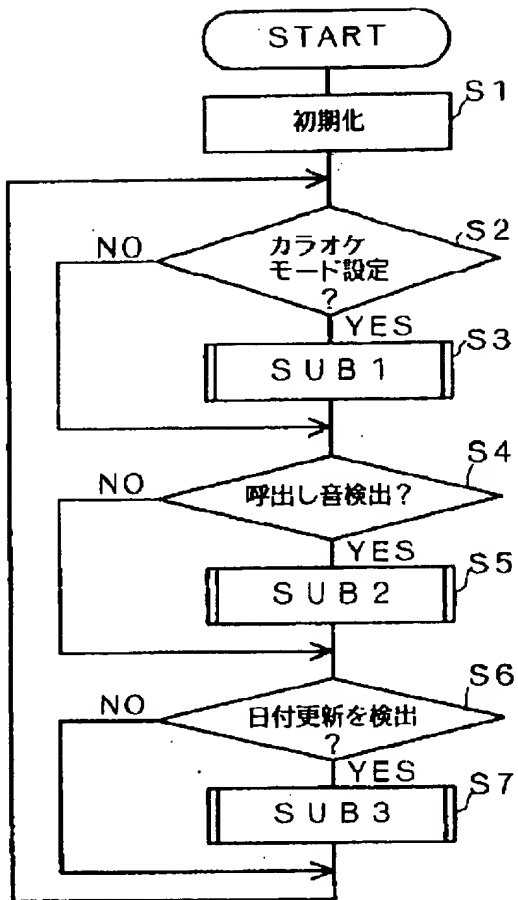 START
S1
初期化
S2
NO
カラオケ
モード設定
?
YES
S3
SUB1
S4
NO
呼出し音検出?
YES
S5
SUB2
S6
NO
日付更新を検出
?
YES
S7
SUB3